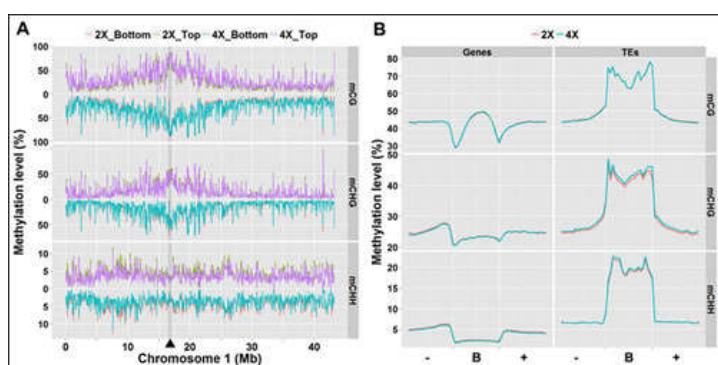 A
2X_Bottom 2X_Top 4X_Bottom 4X_Top
Methylation level (%)
100
50
0
50
100
mCG
50
0
50
mCHG
10
5
0
5
10
mCHH
0 10 20 30 40
Chromosome 1 (Mb)
B
2X 4X
Genes TEs
Methylation level (%)
80
70
60
50
40
30
mCG
50
40
30
20
mCHG
20
15
10
5
mCHH
- B + - B +